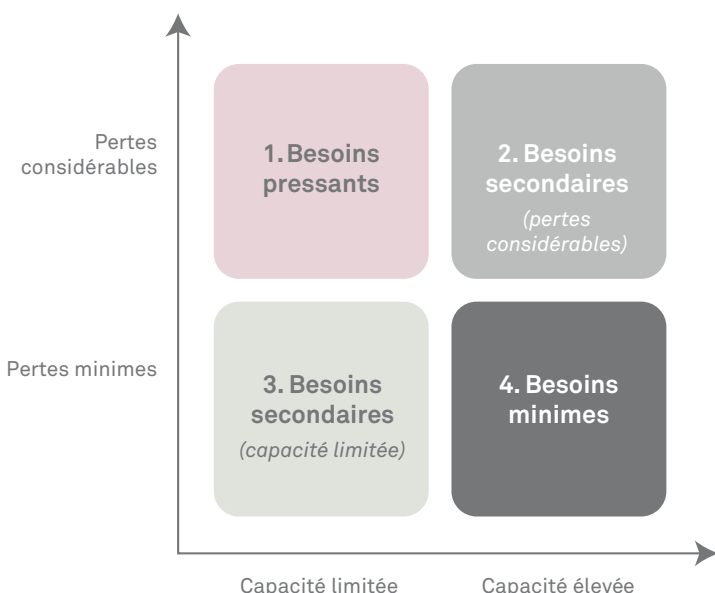 Pertes
considérables
1. Besoins
pressants
2. Besoins
secondaires
(pertes
considérables)
Pertes minimes
3. Besoins
secondaires
(capacité limitée)
4. Besoins
minimes
Capacité limitée
Capacité élevée